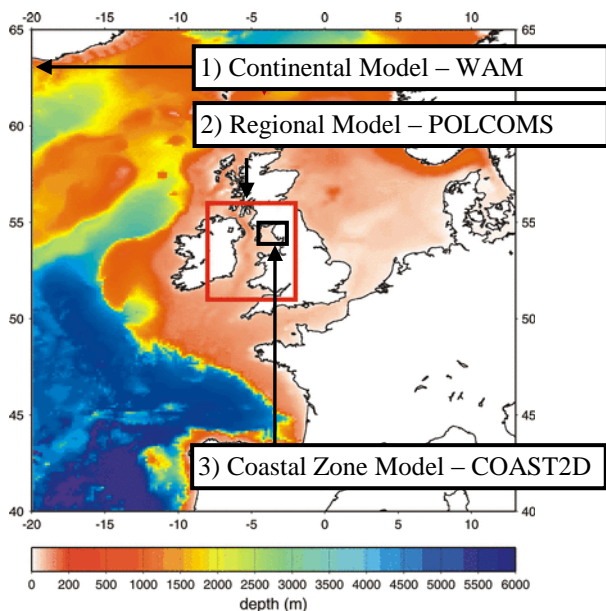 -20 -15 -10 -5 0 5 10
65 65
1) Continental Model – WAM
2) Regional Model – POLCOMS
60 60
55 55
50 50
45 45
3) Coastal Zone Model – COAST2D
40 40
-20 -15 -10 -5 0 5 10
0 200 500 1000 1500 2000 2500 3000 3500 4000 4500 5000 6000
depth (m)